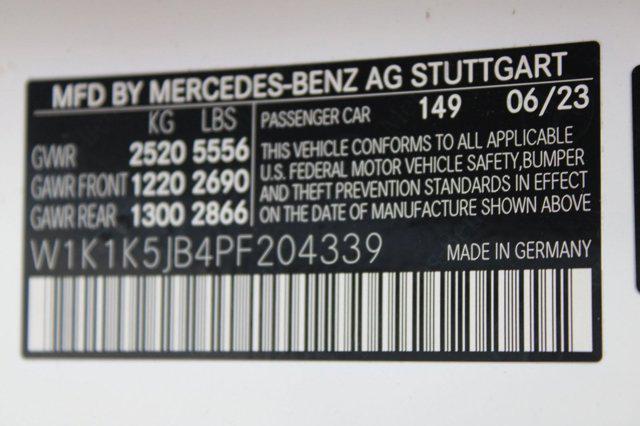 MFD BY MERCEDES-BENZ AG STUTTGART
KG LBS
GVWR 2520 5556
GAWR FRONT 1220 2690
GAWR REAR 1300 2866
PASSENGER CAR 149 06/23
THIS VEHICLE CONFORMS TO ALL APPLICABLE
U.S. FEDERAL MOTOR VEHICLE SAFETY,BUMPER
AND THEFT PREVENTION STANDARDS IN EFFECT
ON THE DATE OF MANUFACTURE SHOWN ABOVE
W1K1K5JB4PF204339
MADE IN GERMANY